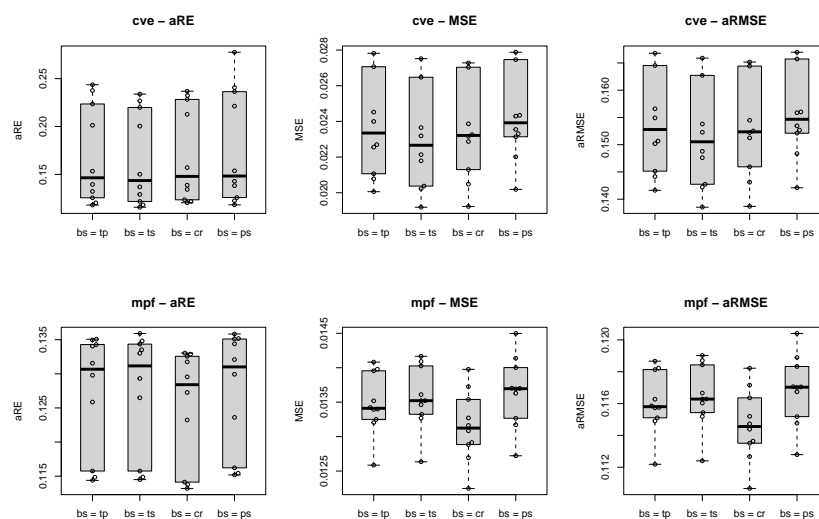 cve − aRE
cve − MSE
cve − aRMSE
aRE
0.15
0.25
bs = tp
bs = ts
bs = cr
bs = ps
MSE
0.020
0.022
0.024
0.026
0.028
bs = tp
bs = ts
bs = cr
bs = ps
aRMSE
0.140
0.150
0.160
bs = tp
bs = ts
bs = cr
bs = ps
mpf − aRE
mpf − MSE
mpf − aRMSE
aRE
0.115
0.125
0.135
bs = tp
bs = ts
bs = cr
bs = ps
MSE
0.0125
0.0135
0.0145
bs = tp
bs = ts
bs = cr
bs = ps
aRMSE
0.112
0.116
0.120
bs = tp
bs = ts
bs = cr
bs = ps